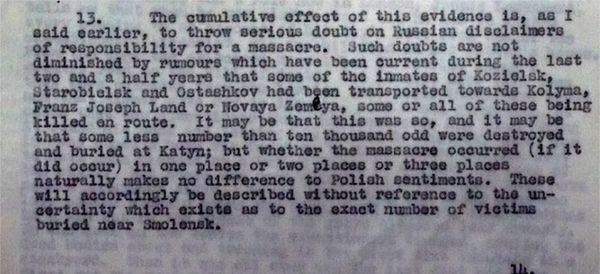 13. The cumulative effect of this evidence is, as I
said earlier, to throw serious doubt on Russian disclaimers
of responsibility for a massacre. Such doubts are not
diminished by rumours which have been current during the last
two and a half years that some of the inmates of Kozielsk,
Starobielsk and Ostashkov had been transported towards Kolyma,
Franz Joseph Land or Novaya Zemlya, some or all of these being
killed en route. It may be that this was so, and it may be
that some less number than ten thousand odd were destroyed
and buried at Katyn; but whether the massacre occurred (if it
did occur) in one place or two places or three places
naturally makes no difference to Polish sentiments. These
will accordingly be described without reference to the un-
certainty which exists as to the exact number of victims
buried near Smolensk.
14.